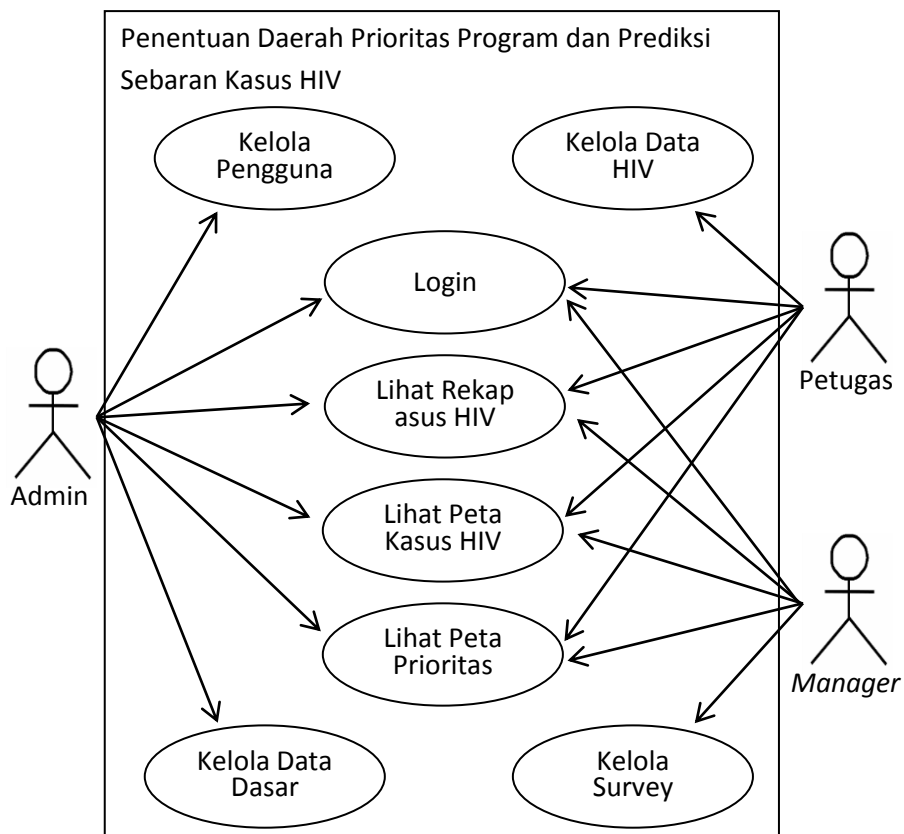 Penentuan Daerah Prioritas Program dan Prediksi
Sebaran Kasus HIV
Kelola
Pengguna
Kelola Data
HIV
Login
Petugas
Lihat Rekap
asus HIV
Admin
Lihat Peta
Kasus HIV
Lihat Peta
Prioritas
Manager
Kelola Data
Dasar
Kelola
Survey